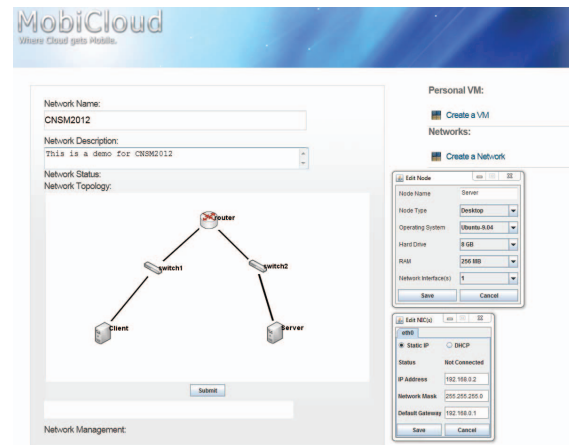 MobiCloud
Where Cloud gets Mobile.
Network Name:
CNSM2012
Network Description:
This is a demo for CNSM2012
Network Status:
Network Topology:
router
switch1
switch2
Client
Server
Submit
Network Management:
Personal VM:
Create a VM
Networks:
Create a Network
Edit Node
Node Name Server
Node Type Desktop
Operating System Ubuntu-9.04
Hard Drive 8 GB
RAM 256 MB
Network Interface(s) 1
Save Cancel
Edit NIC(s)
eth0
Static IP DHCP
Status Not Connected
IP Address 192.168.0.2
Network Mask 255.255.255.0
Default Gateway 192.168.0.1
Save Cancel